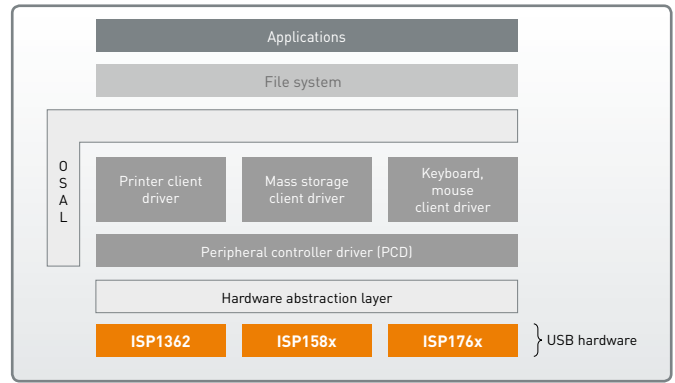 Applications
File system
O
S
A
L
Printer client
driver
Mass storage
client driver
Keyboard,
mouse
client driver
Peripheral controller driver (PCD)
Hardware abstraction layer
ISP1362
ISP158x
ISP176x
USB hardware